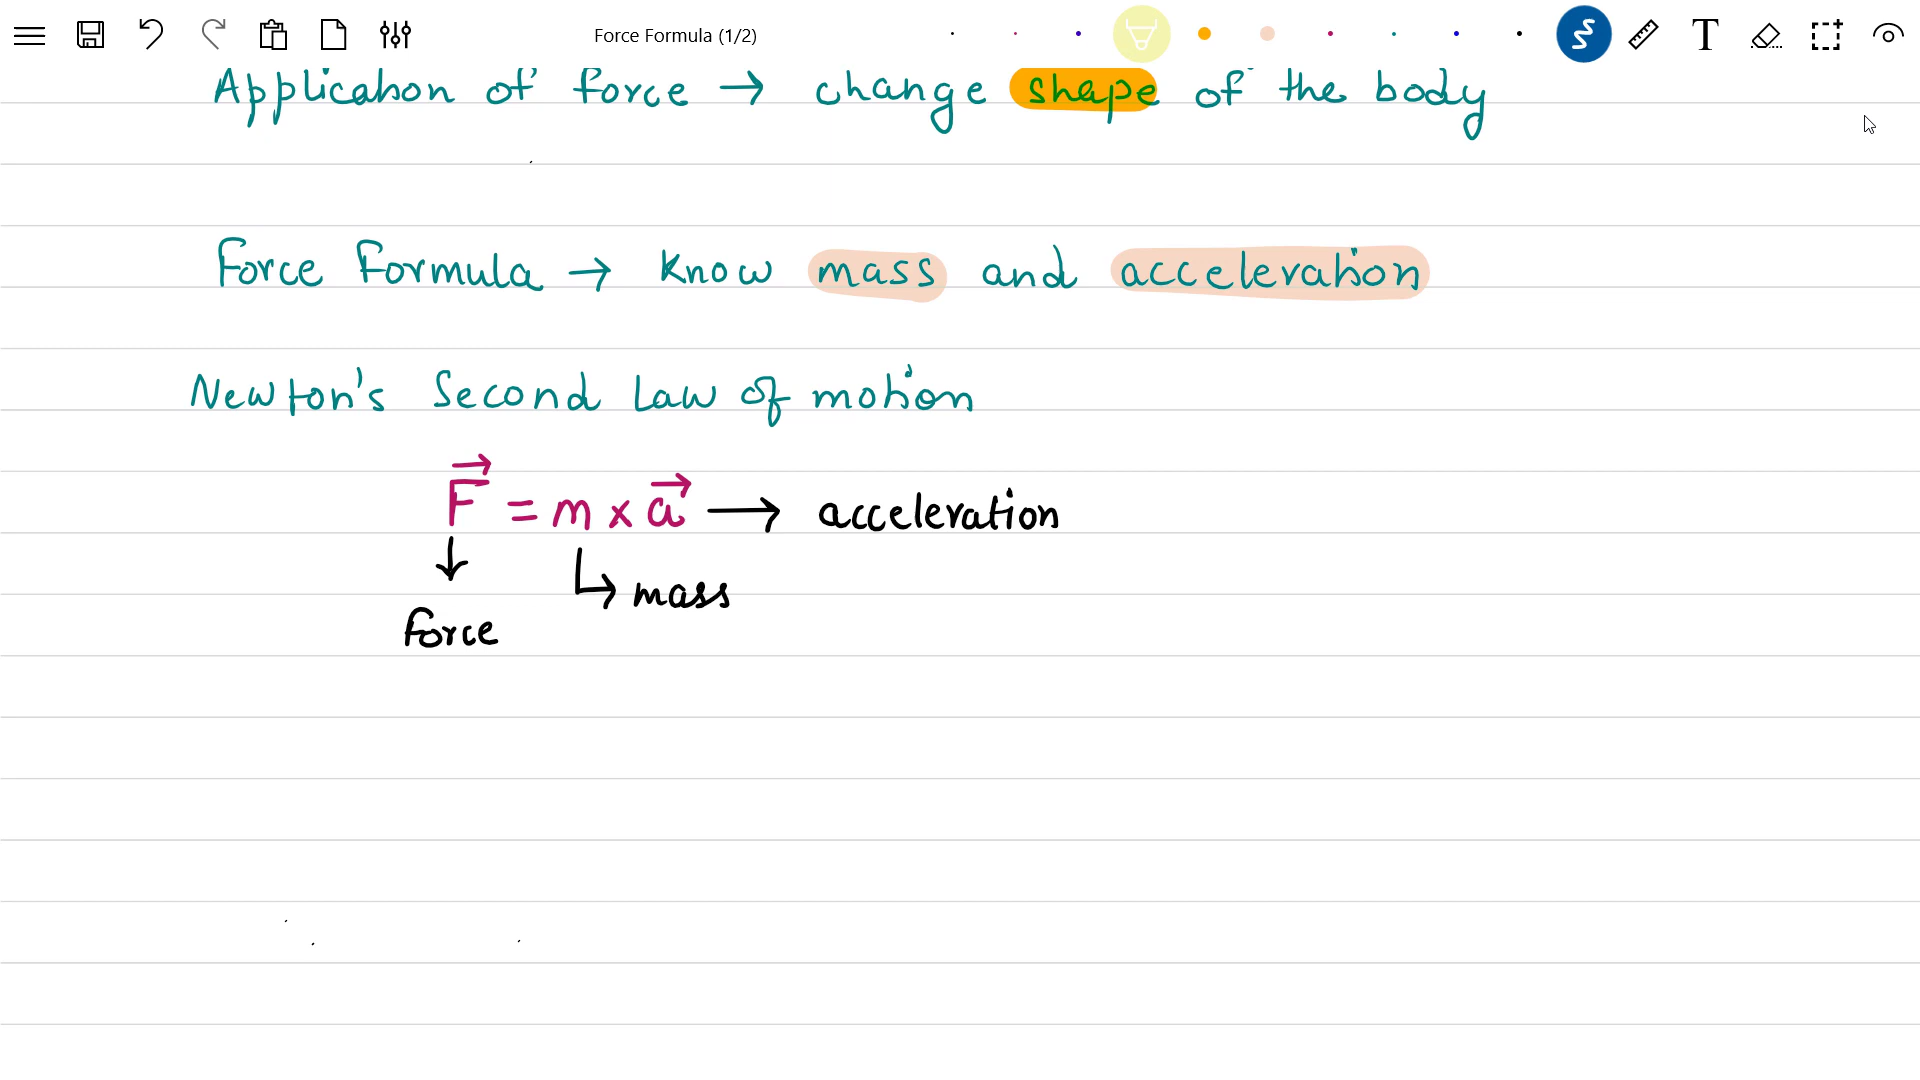 Force Formula (1/2)
T
Application of force → change shape of the body
Force Formula → Know mass and acceleration
Newton's Second Law of motion
F⃗ = m x a⃗ → acceleration
↓ ↳ mass
force